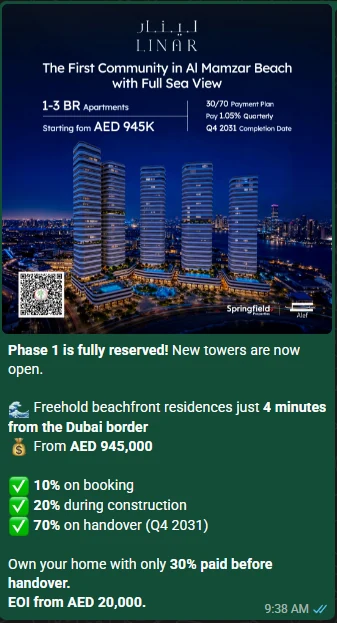 لينار
LINAR
The First Community in Al Mamzar Beach
with Full Sea View
1-3 BR Apartments
Starting fom AED 945K
30/70 Payment Plan
Pay 1.05% Quarterly
Q4 2031 Completion Date
Springfield
Properties
Alef
Phase 1 is fully reserved! New towers are now
open.
🌊 Freehold beachfront residences just 4 minutes
from the Dubai border
💰 From AED 945,000
✅ 10% on booking
✅ 20% during construction
✅ 70% on handover (Q4 2031)
Own your home with only 30% paid before
handover.
EOI from AED 20,000.
9:38 AM